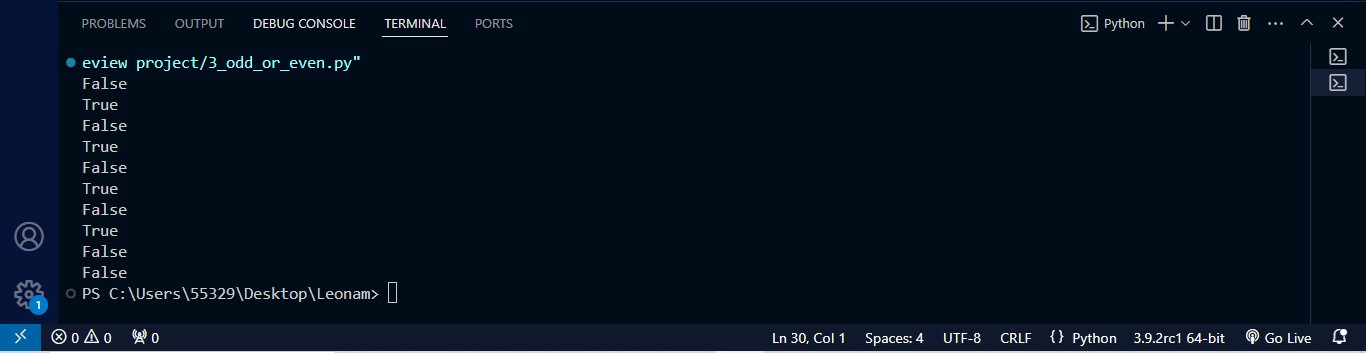 PROBLEMS OUTPUT DEBUG CONSOLE TERMINAL PORTS Python
eview project/3_odd_or_even.py"
False
True
False
True
False
True
False
True
False
False
PS C:\Users\55329\Desktop\Leonam>
1
0 0 0 Ln 30, Col 1 Spaces: 4 UTF-8 CRLF {} Python 3.9.2rc1 64-bit Go Live